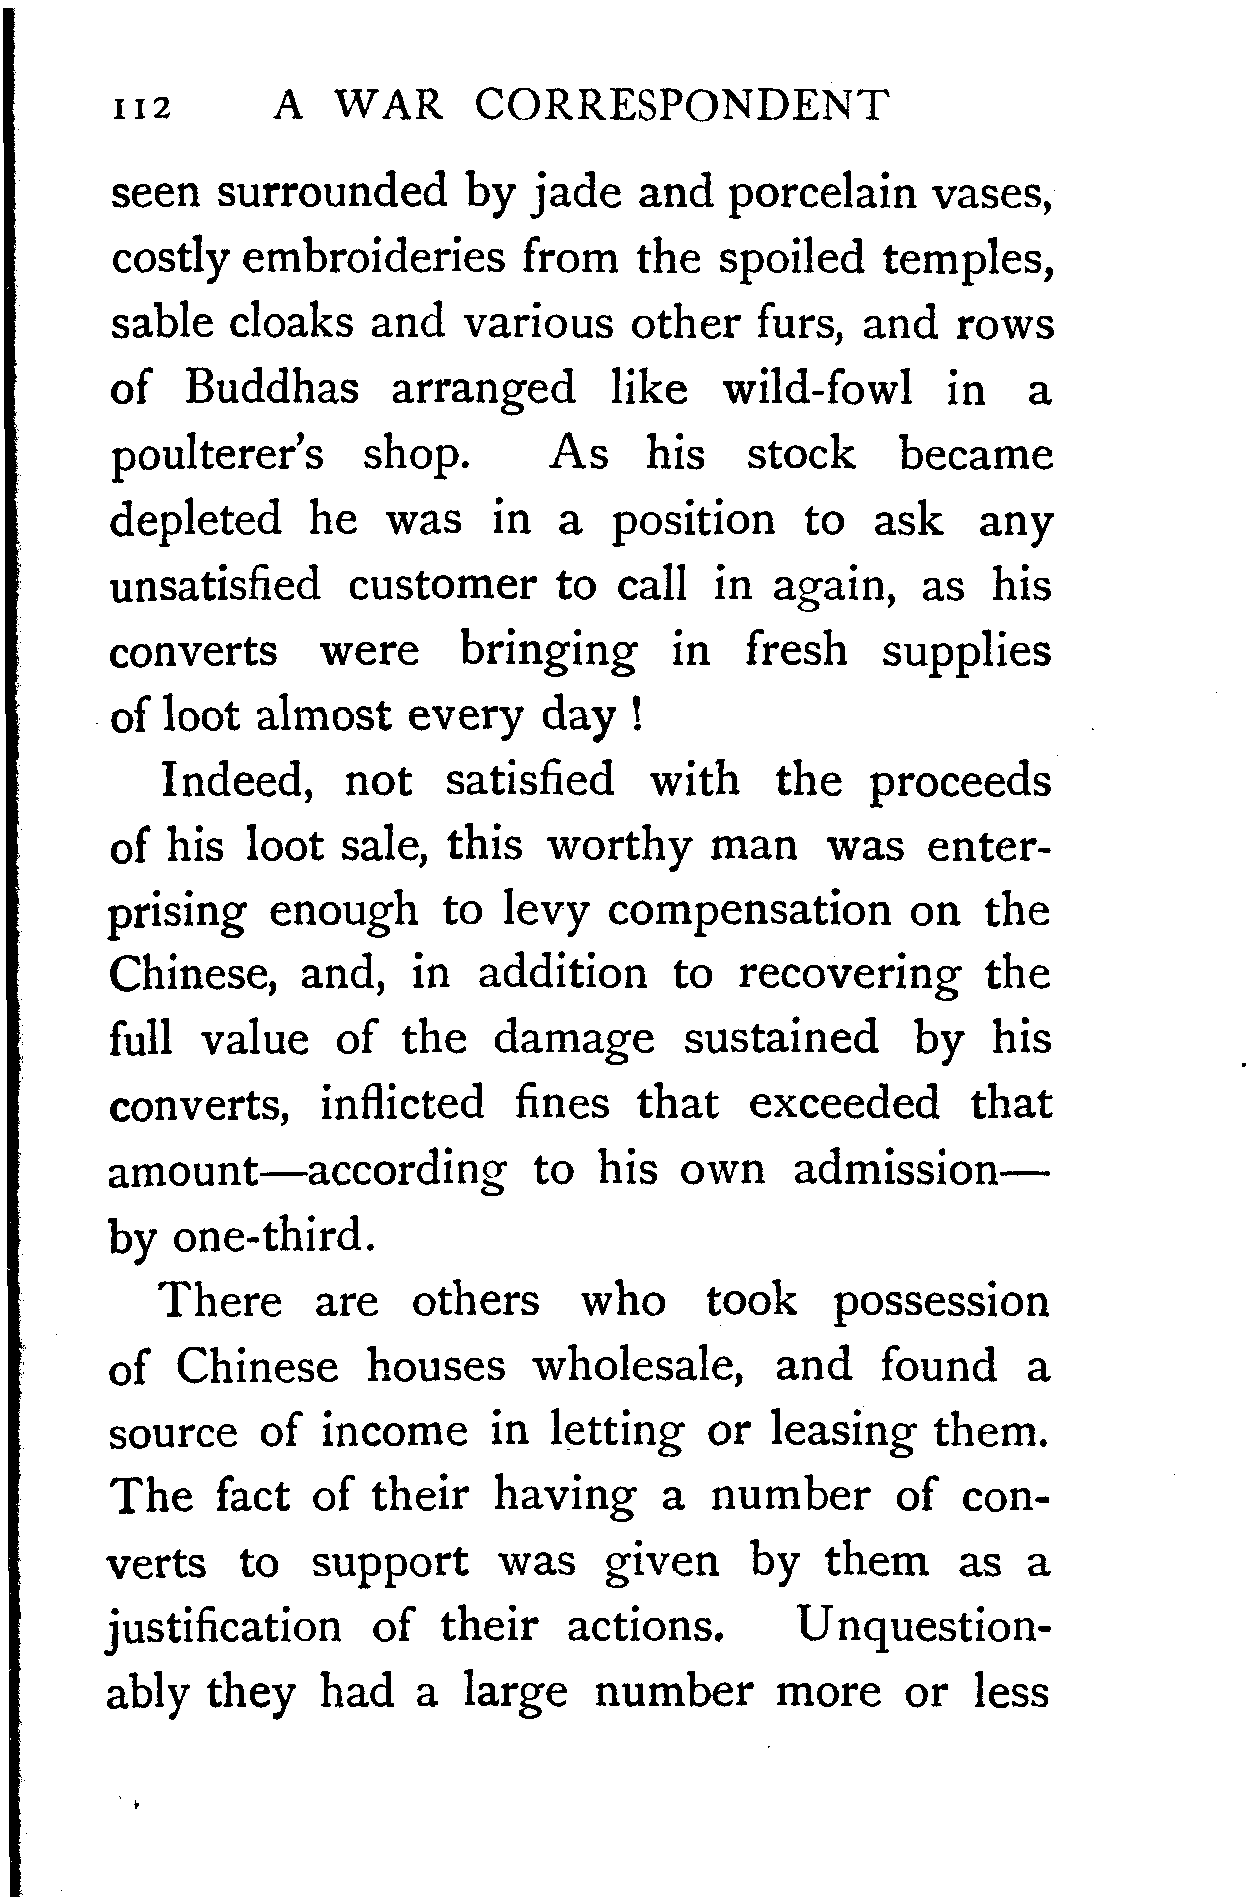 112 A WAR CORRESPONDENT
seen surrounded by jade and porcelain vases,
costly embroideries from the spoiled temples,
sable cloaks and various other furs, and rows
of Buddhas arranged like wild-fowl in a
poulterer's shop. As his stock became
depleted he was in a position to ask any
unsatisfied customer to call in again, as his
converts were bringing in fresh supplies
of loot almost every day !
Indeed, not satisfied with the proceeds
of his loot sale, this worthy man was enter-
prising enough to levy compensation on the
Chinese, and, in addition to recovering the
full value of the damage sustained by his
converts, inflicted fines that exceeded that
amount—according to his own admission—
by one-third.
There are others who took possession
of Chinese houses wholesale, and found a
source of income in letting or leasing them.
The fact of their having a number of con-
verts to support was given by them as a
justification of their actions. Unquestion-
ably they had a large number more or less